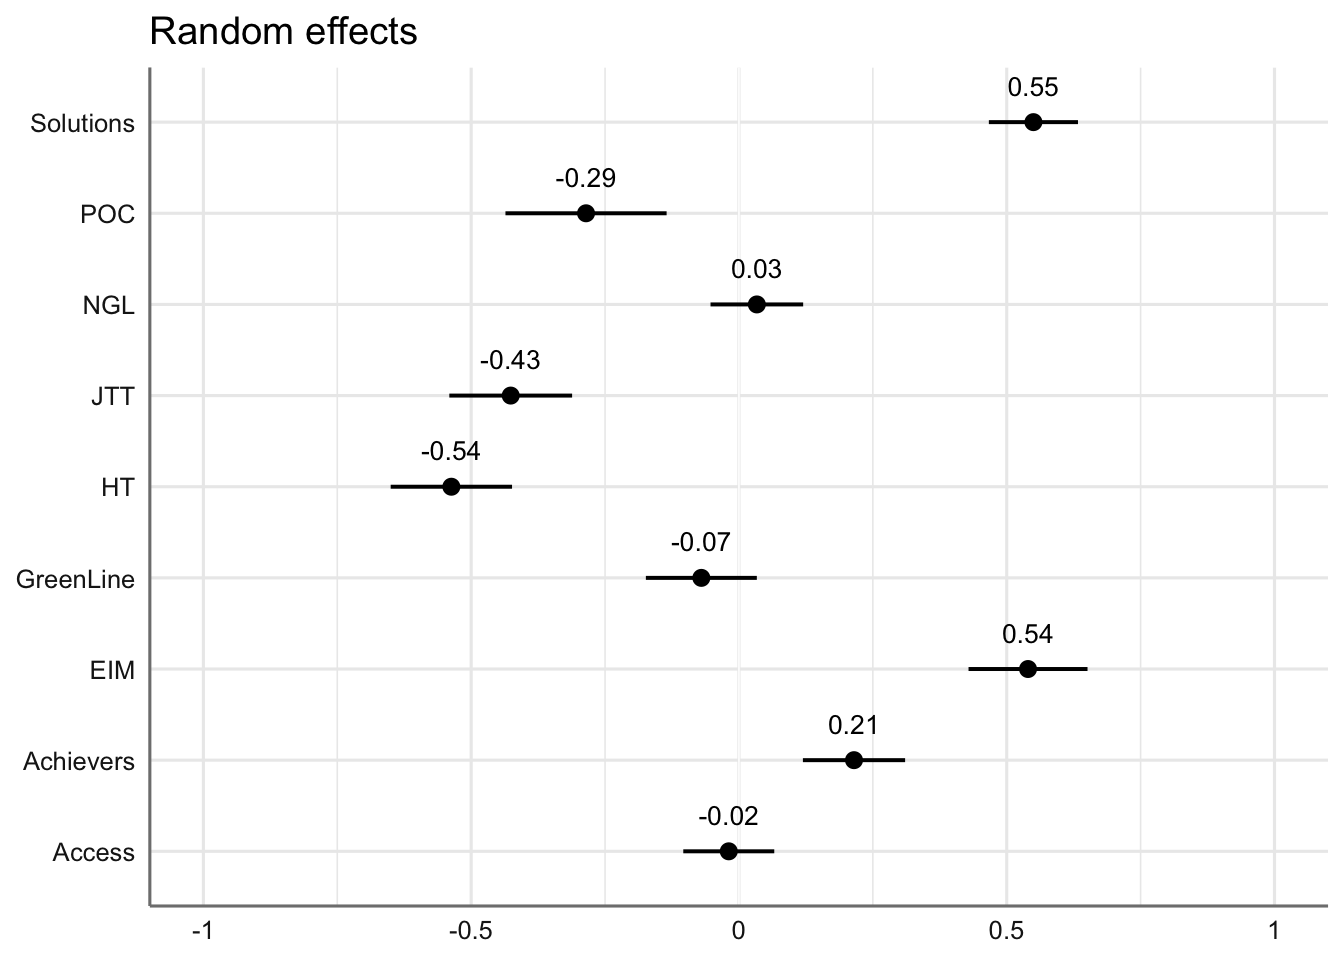 Random effects
0.55
Solutions
-0.29
POC
0.03
NGL
-0.43
JTT
-0.54
HT
-0.07
GreenLine
0.54
EIM
0.21
Achievers
-0.02
Access
-1 -0.5 0 0.5 1